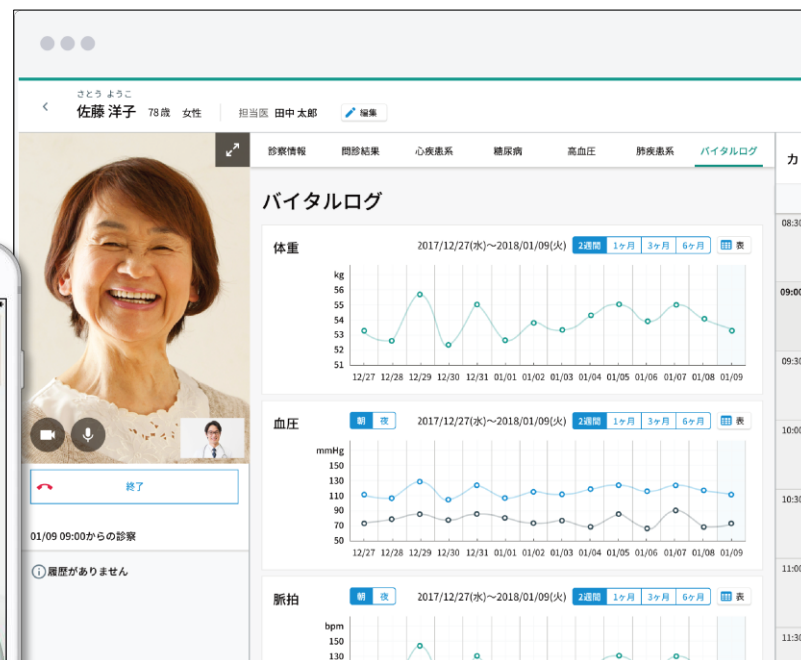 さとう ようこ
佐藤 洋子 78歳 女性 担当医 田中 太郎 編集
診察情報 問診結果 心疾患系 糖尿病 高血圧 肺疾患系 バイタルログ
カ
バイタルログ
体重 2017/12/27(水)〜2018/01/09(火) 2週間 1ヶ月 3ヶ月 6ヶ月 表
kg
56
55
54
53
52
51
12/27 12/28 12/29 12/30 12/31 01/01 01/02 01/03 01/04 01/05 01/06 01/07 01/08 01/09
血圧 朝 夜 2017/12/27(水)〜2018/01/09(火) 2週間 1ヶ月 3ヶ月 6ヶ月 表
mmHg
150
130
110
90
70
50
12/27 12/28 12/29 12/30 12/31 01/01 01/02 01/03 01/04 01/05 01/06 01/07 01/08 01/09
脈拍 朝 夜 2017/12/27(水)〜2018/01/09(火) 2週間 1ヶ月 3ヶ月 6ヶ月 表
bpm
150
130
終了
01/09 09:00からの診察
履歴がありません
08:30
09:00
09:30
10:00
10:30
11:00
11:30